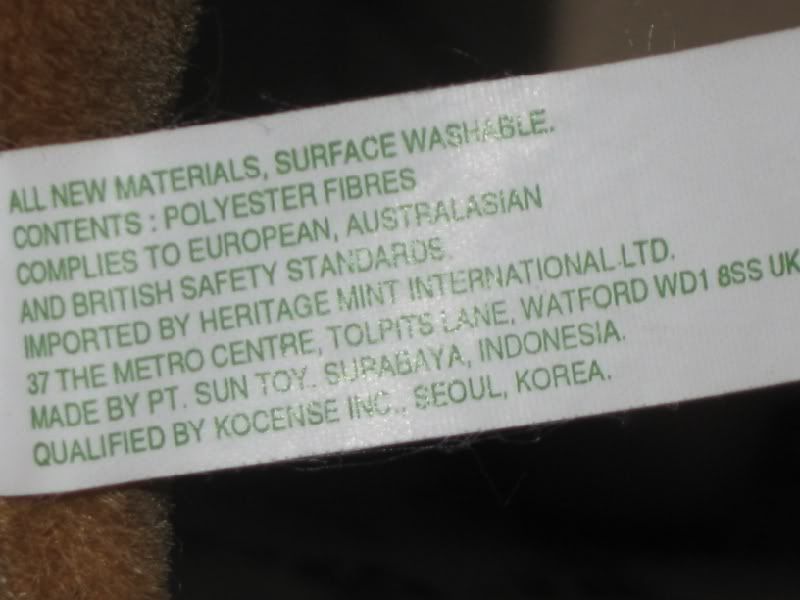 ALL NEW MATERIALS, SURFACE WASHABLE.
CONTENTS : POLYESTER FIBRES
COMPLIES TO EUROPEAN, AUSTRALASIAN
AND BRITISH SAFETY STANDARDS.
IMPORTED BY HERITAGE MINT INTERNATIONAL LTD.
37 THE METRO CENTRE, TOLPITS LANE, WATFORD WD1 8SS UK
MADE BY PT. SUN TOY. SURABAYA, INDONESIA.
QUALIFIED BY KOCENSE INC., SEOUL, KOREA.